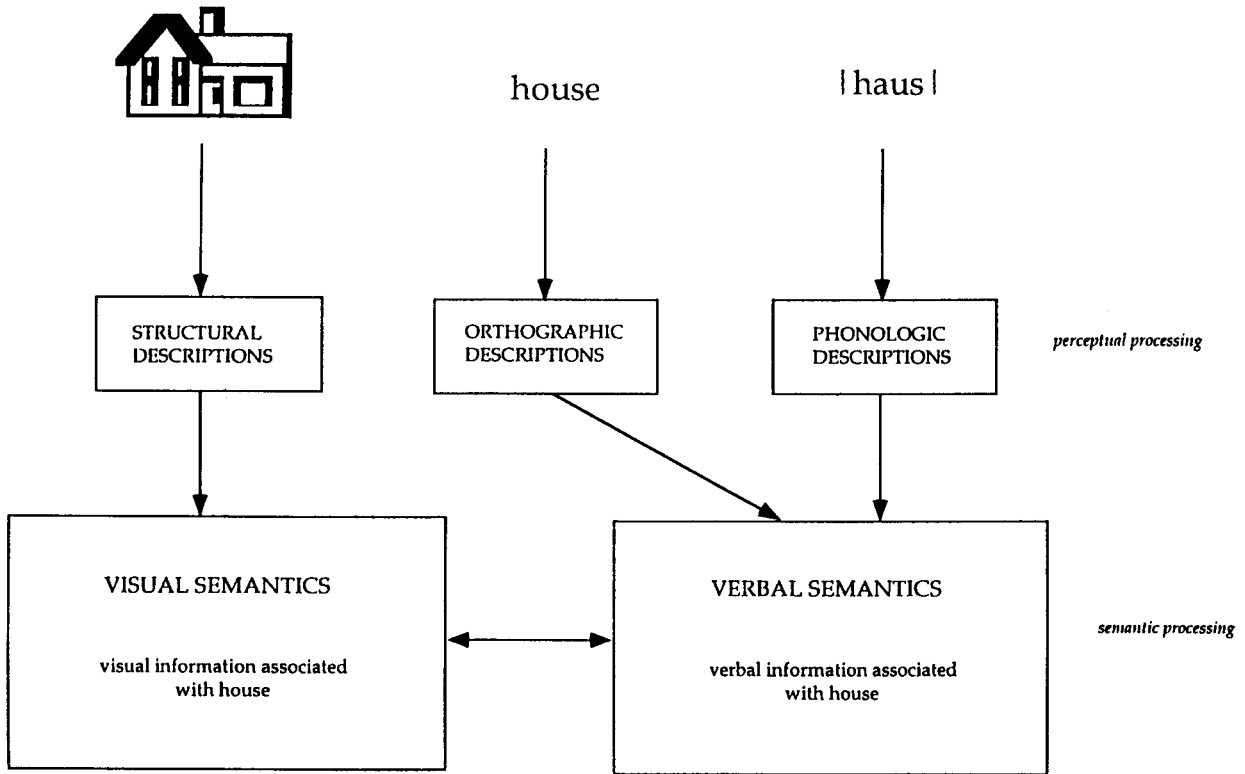 house
|haus|
STRUCTURAL
DESCRIPTIONS
ORTHOGRAPHIC
DESCRIPTIONS
PHONOLOGIC
DESCRIPTIONS
perceptual processing
VISUAL SEMANTICS
visual information associated
with house
VERBAL SEMANTICS
verbal information associated
with house
semantic processing